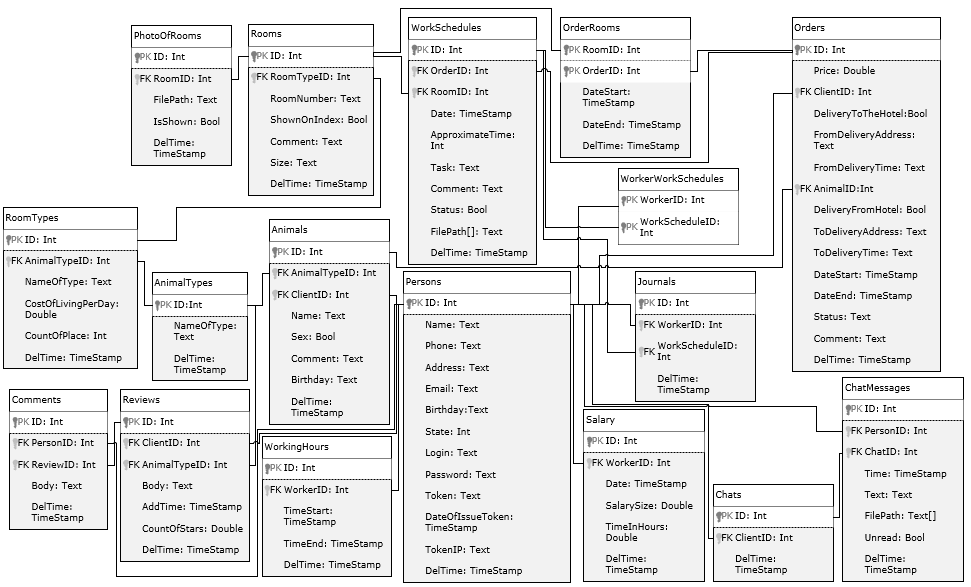 PhotoOfRooms
PK ID: Int
FK RoomID: Int
FilePath: Text
IsShown: Bool
DelTime:
TimeStamp
Rooms
PK ID: Int
FK RoomTypeID: Int
RoomNumber: Text
ShownOnIndex: Bool
Comment: Text
Size: Text
DelTime: TimeStamp
WorkSchedules
PK ID: Int
FK OrderID: Int
FK RoomID: Int
Date: TimeStamp
ApproximateTime:
Int
Task: Text
Comment: Text
Status: Bool
FilePath[]: Text
DelTime: TimeStamp
OrderRooms
PK RoomID: Int
PK OrderID: Int
DateStart:
TimeStamp
DateEnd: TimeStamp
DelTime: TimeStamp
Orders
PK ID: Int
Price: Double
FK ClientID: Int
DeliveryToTheHotel:Bool
FromDeliveryAddress:
Text
FromDeliveryTime: Text
FK AnimalID:Int
DeliveryFromHotel: Bool
ToDeliveryAddress: Text
ToDeliveryTime: Text
DateStart: TimeStamp
DateEnd: TimeStamp
Status: Text
Comment: Text
DelTime: TimeStamp
WorkerWorkSchedules
PK WorkerID: Int
PK WorkScheduleID:
Int
RoomTypes
PK ID: Int
FK AnimalTypeID: Int
NameOfType: Text
CostOfLivingPerDay:
Double
CountOfPlace: Int
DelTime: TimeStamp
AnimalTypes
PK ID:Int
NameOfType:
Text
DelTime:
TimeStamp
Animals
PK ID: Int
FK AnimalTypeID: Int
FK ClientID: Int
Name: Text
Sex: Bool
Comment: Text
Birthday: Text
DelTime:
TimeStamp
Persons
PK ID: Int
Name: Text
Phone: Text
Address: Text
Email: Text
Birthday:Text
State: Int
Login: Text
Password: Text
Token: Text
DateOfIssueToken:
TimeStamp
TokenIP: Text
DelTime: TimeStamp
Journals
PK ID: Int
FK WorkerID: Int
FK WorkScheduleID:
Int
DelTime:
TimeStamp
Comments
PK ID: Int
FK PersonID: Int
FK ReviewID: Int
Body: Text
DelTime:
TimeStamp
Reviews
PK ID: Int
FK ClientID: Int
FK AnimalTypeID: Int
Body: Text
AddTime: TimeStamp
CountOfStars: Double
DelTime: TimeStamp
WorkingHours
PK ID: Int
FK WorkerID: Int
TimeStart:
TimeStamp
TimeEnd: TimeStamp
DelTime: TimeStamp
Salary
PK ID: Int
FK WorkerID: Int
Date: TimeStamp
SalarySize: Double
TimeInHours:
Double
DelTime:
TimeStamp
Chats
PK ID: Int
FK ClientID: Int
DelTime:
TimeStamp
ChatMessages
PK ID: Int
FK PersonID: Int
FK ChatID: Int
Time: TimeStamp
Text: Text
FilePath: Text[]
Unread: Bool
DelTime:
TimeStamp